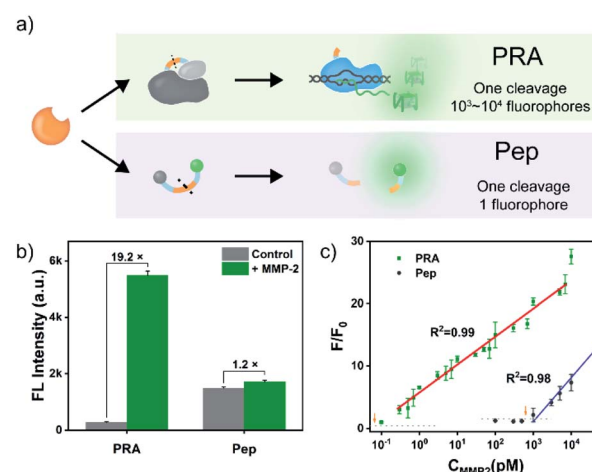 a)
PRA
One cleavage
10³~10⁴ fluorophores
Pep
One cleavage
1 fluorophore
b)
FL Intensity (a.u.)
6k
4k
2k
0
19.2 ×
Control
+ MMP-2
1.2 ×
PRA
Pep
c)
F/F₀
30
20
10
0
PRA
Pep
R²=0.99
R²=0.98
10⁻¹ 10⁰ 10¹ 10² 10³ 10⁴
C_MMP2(pM)